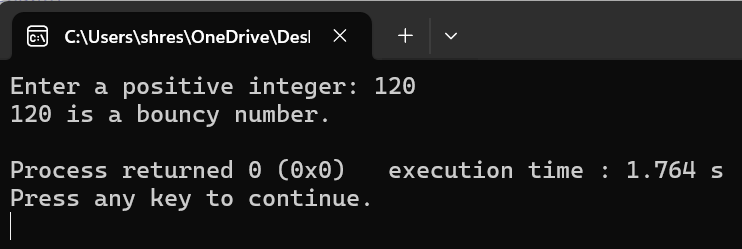 C:\Users\shres\OneDrive\Desl
Enter a positive integer: 120
120 is a bouncy number.
Process returned 0 (0x0)   execution time : 1.764 s
Press any key to continue.